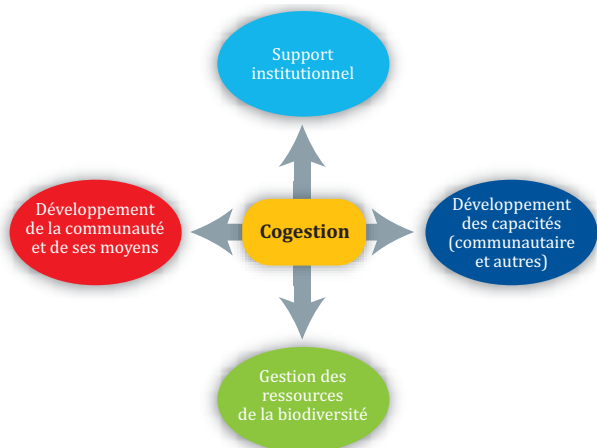 Support
institutionnel
Développement
de la communauté
et de ses moyens
Cogestion
Développement
des capacités
(communautaire
et autres)
Gestion des
ressources
de la biodiversité